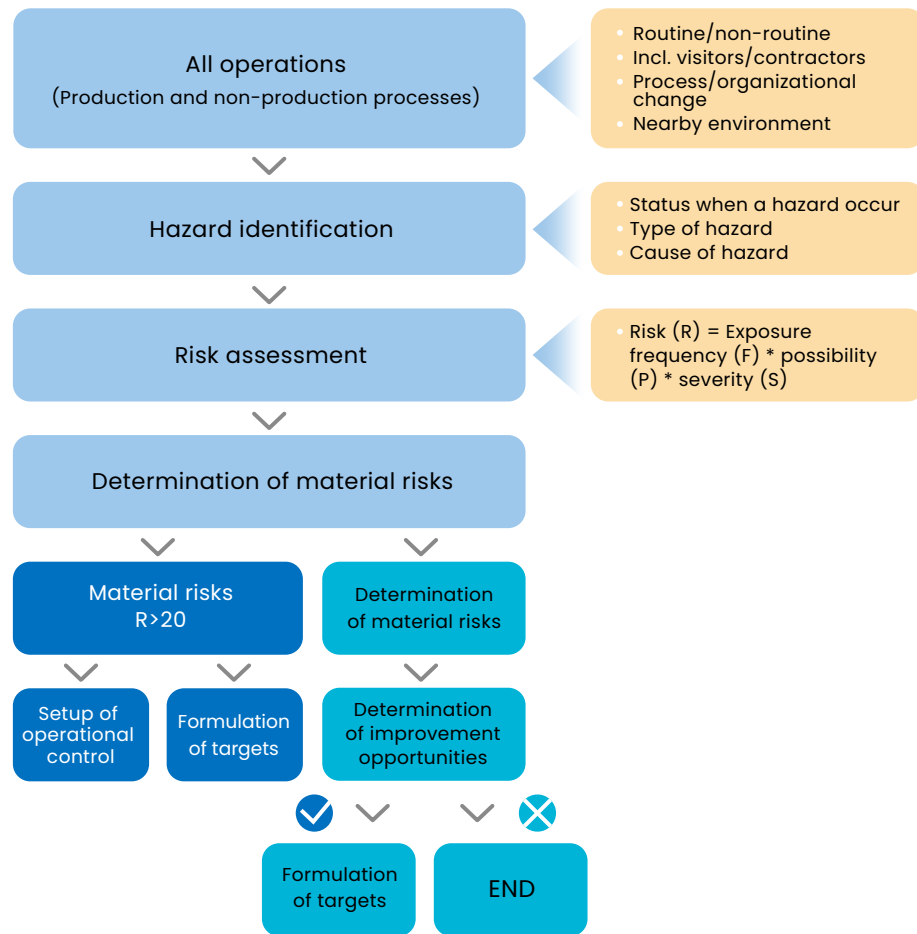 All operations
(Production and non-production processes)
• Routine/non-routine
• Incl. visitors/contractors
• Process/organizational
change
• Nearby environment
Hazard identification
• Status when a hazard occur
• Type of hazard
• Cause of hazard
Risk assessment
• Risk (R) = Exposure
frequency (F) * possibility
(P) * severity (S)
Determination of material risks
Material risks
R>20
Determination
of material risks
Setup of
operational
control
Formulation
of targets
Determination
of improvement
opportunities
Formulation
of targets
END